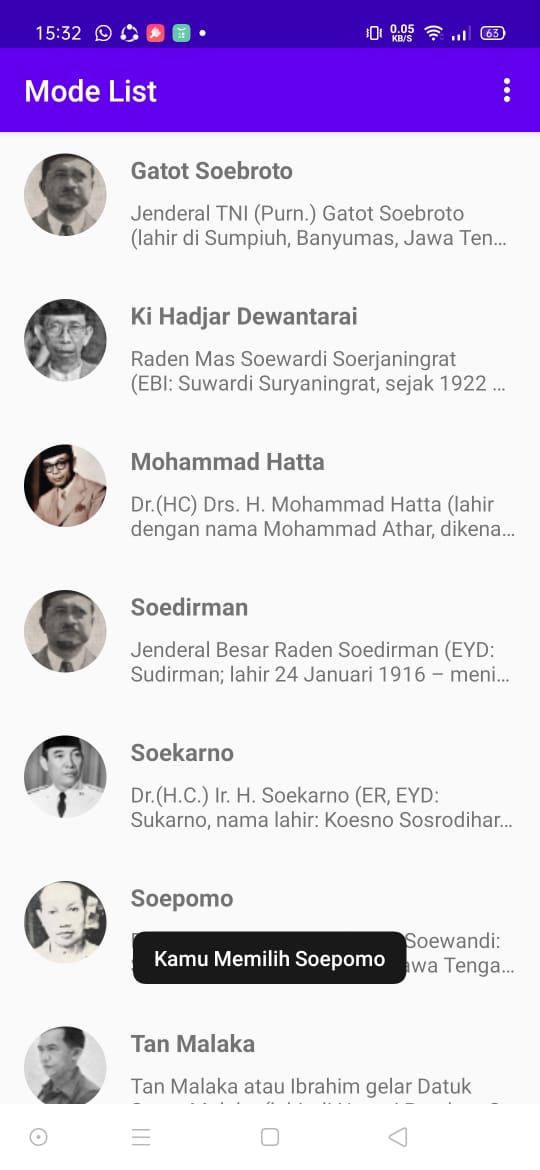 15:32
0.05
KB/S
63
Mode List
Gatot Soebroto
Jenderal TNI (Purn.) Gatot Soebroto
(lahir di Sumpiuh, Banyumas, Jawa Ten...
Ki Hadjar Dewantarai
Raden Mas Soewardi Soerjaningrat
(EBI: Suwardi Suryaningrat, sejak 1922 ...
Mohammad Hatta
Dr.(HC) Drs. H. Mohammad Hatta (lahir
dengan nama Mohammad Athar, dikena...
Soedirman
Jenderal Besar Raden Soedirman (EYD:
Sudirman; lahir 24 Januari 1916 – meni...
Soekarno
Dr.(H.C.) Ir. H. Soekarno (ER, EYD:
Sukarno, nama lahir: Koesno Sosrodihar...
Soepomo
Soewandi:
Kamu Memilih Soepomo
Tenga...
Tan Malaka
Tan Malaka atau Ibrahim gelar Datuk